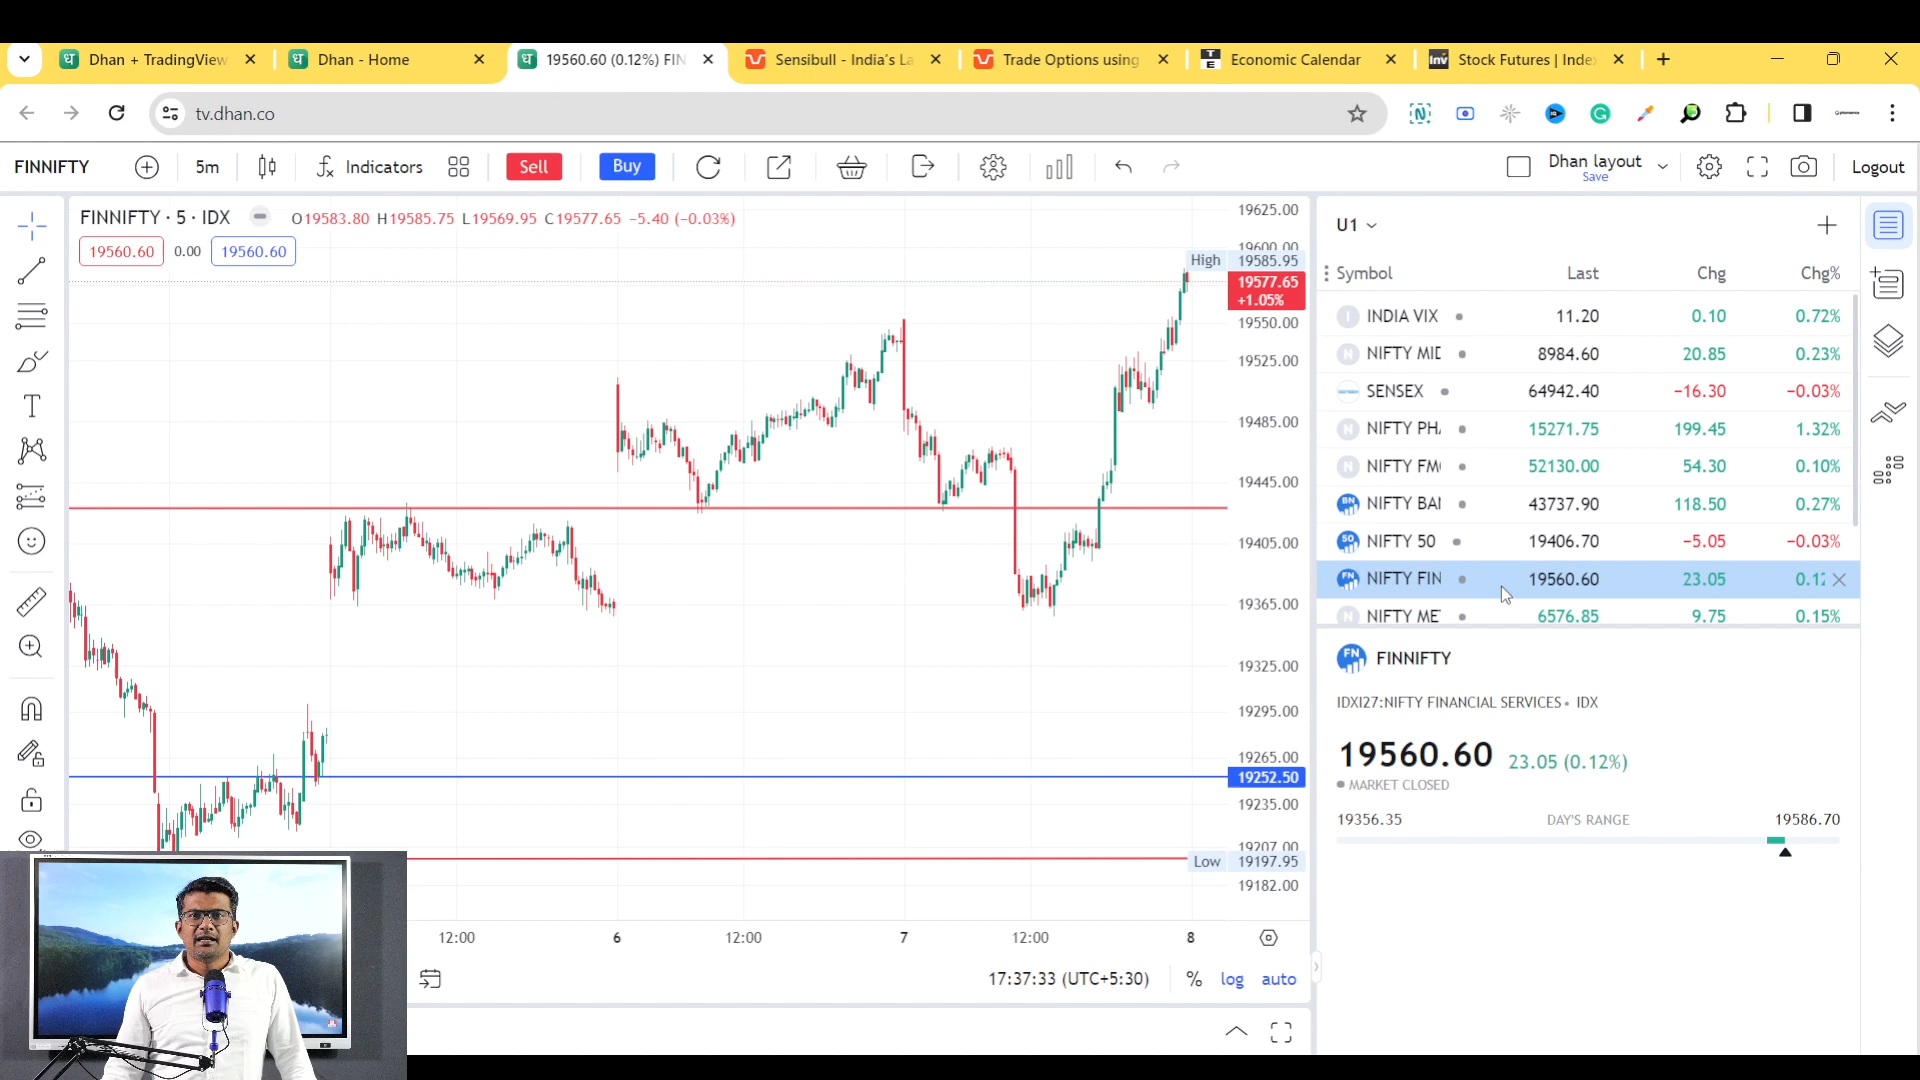 Dhan + TradingView
Dhan - Home
19560.60 (0.12%) FIN
Sensibull - India's La
Trade Options using
Economic Calendar
Stock Futures | Inde
tv.dhan.co
FINNIFTY
5m
Indicators
Sell
Buy
Dhan layout
Save
Logout
FINNIFTY · 5 · IDX
O19583.80 H19585.75 L19569.95 C19577.65 −5.40 (−0.03%)
19560.60
0.00
19560.60
19625.00
19600.00
High 19585.95
19577.65
+1.05%
19550.00
19525.00
19485.00
19445.00
19405.00
19365.00
19325.00
19295.00
19265.00
19252.50
19235.00
19207.00
Low 19197.95
19182.00
12:00 6 12:00 7 12:00 8
17:37:33 (UTC+5:30)
%
log
auto
U1
Symbol Last Chg Chg%
INDIA VIX 11.20 0.10 0.72%
NIFTY MID 8984.60 20.85 0.23%
SENSEX 64942.40 −16.30 −0.03%
NIFTY PHA 15271.75 199.45 1.32%
NIFTY FM 52130.00 54.30 0.10%
BN NIFTY BAN 43737.90 118.50 0.27%
50 NIFTY 50 19406.70 −5.05 −0.03%
FN NIFTY FIN 19560.60 23.05 0.12
NIFTY ME 6576.85 9.75 0.15%
FN FINNIFTY
IDXI27:NIFTY FINANCIAL SERVICES • IDX
19560.60 23.05 (0.12%)
MARKET CLOSED
19356.35 DAY'S RANGE 19586.70